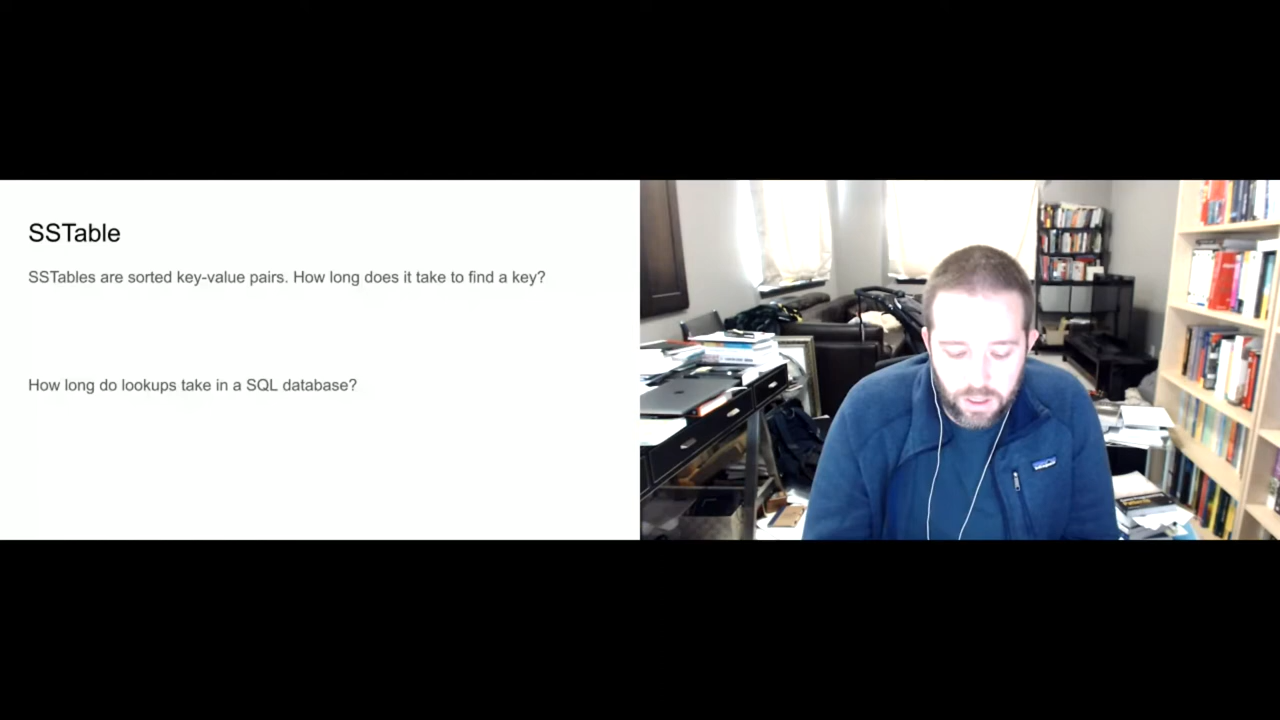 SSTable
SSTables are sorted key-value pairs. How long does it take to find a key?
How long do lookups take in a SQL database?